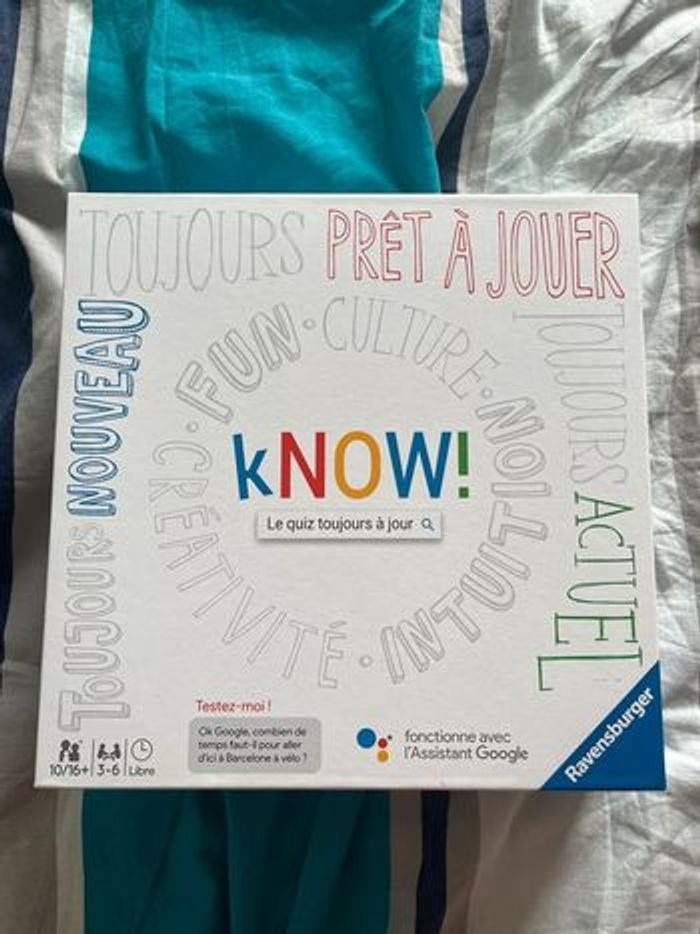 TOUJOURS PRÊT À JOUER
TOUJOURS NOUVEAU
TOUJOURS ACTUEL
FUN · CULTURE · INTUITION · CRÉATIVITÉ ·
kNOW!
Le quiz toujours à jour
Testez-moi !
Ok Google, combien de
temps faut-il pour aller
d'ici à Barcelone à vélo ?
10/16+ 3-6 Libre
fonctionne avec
l'Assistant Google
Ravensburger